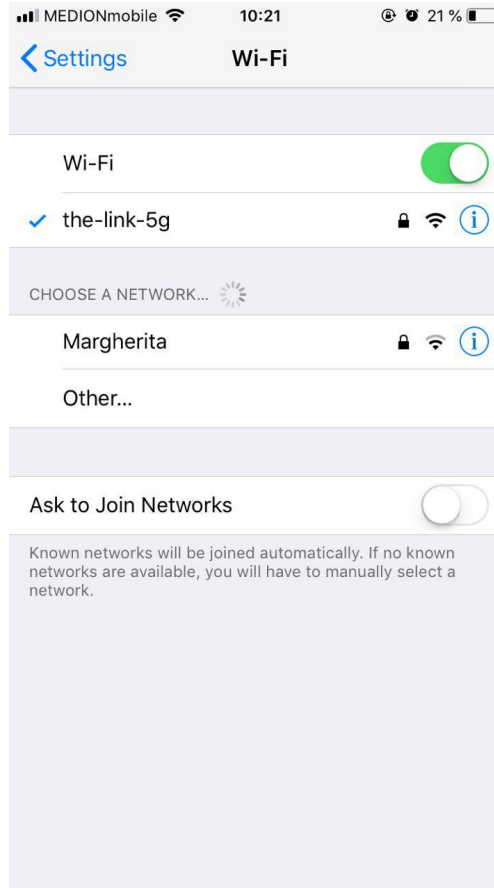 MEDIONmobile 10:21 21 %
Settings Wi-Fi
Wi-Fi
the-link-5g
CHOOSE A NETWORK...
Margherita
Other...
Ask to Join Networks
Known networks will be joined automatically. If no known
networks are available, you will have to manually select a
network.